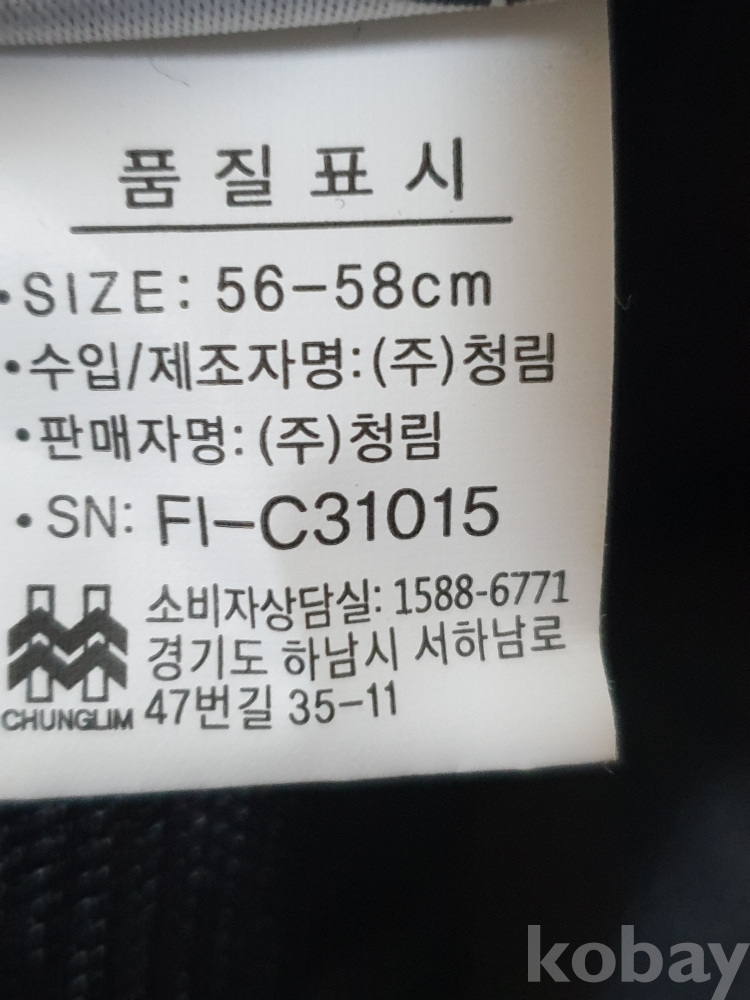 품 질 표 시
•SIZE: 56-58cm
•수입/제조자명:(주)청림
•판매자명: (주)청림
•SN: FI-C31015
소비자상담실: 1588-6771
경기도 하남시 서하남로
47번길 35-11
CHUNGLIM
kobay